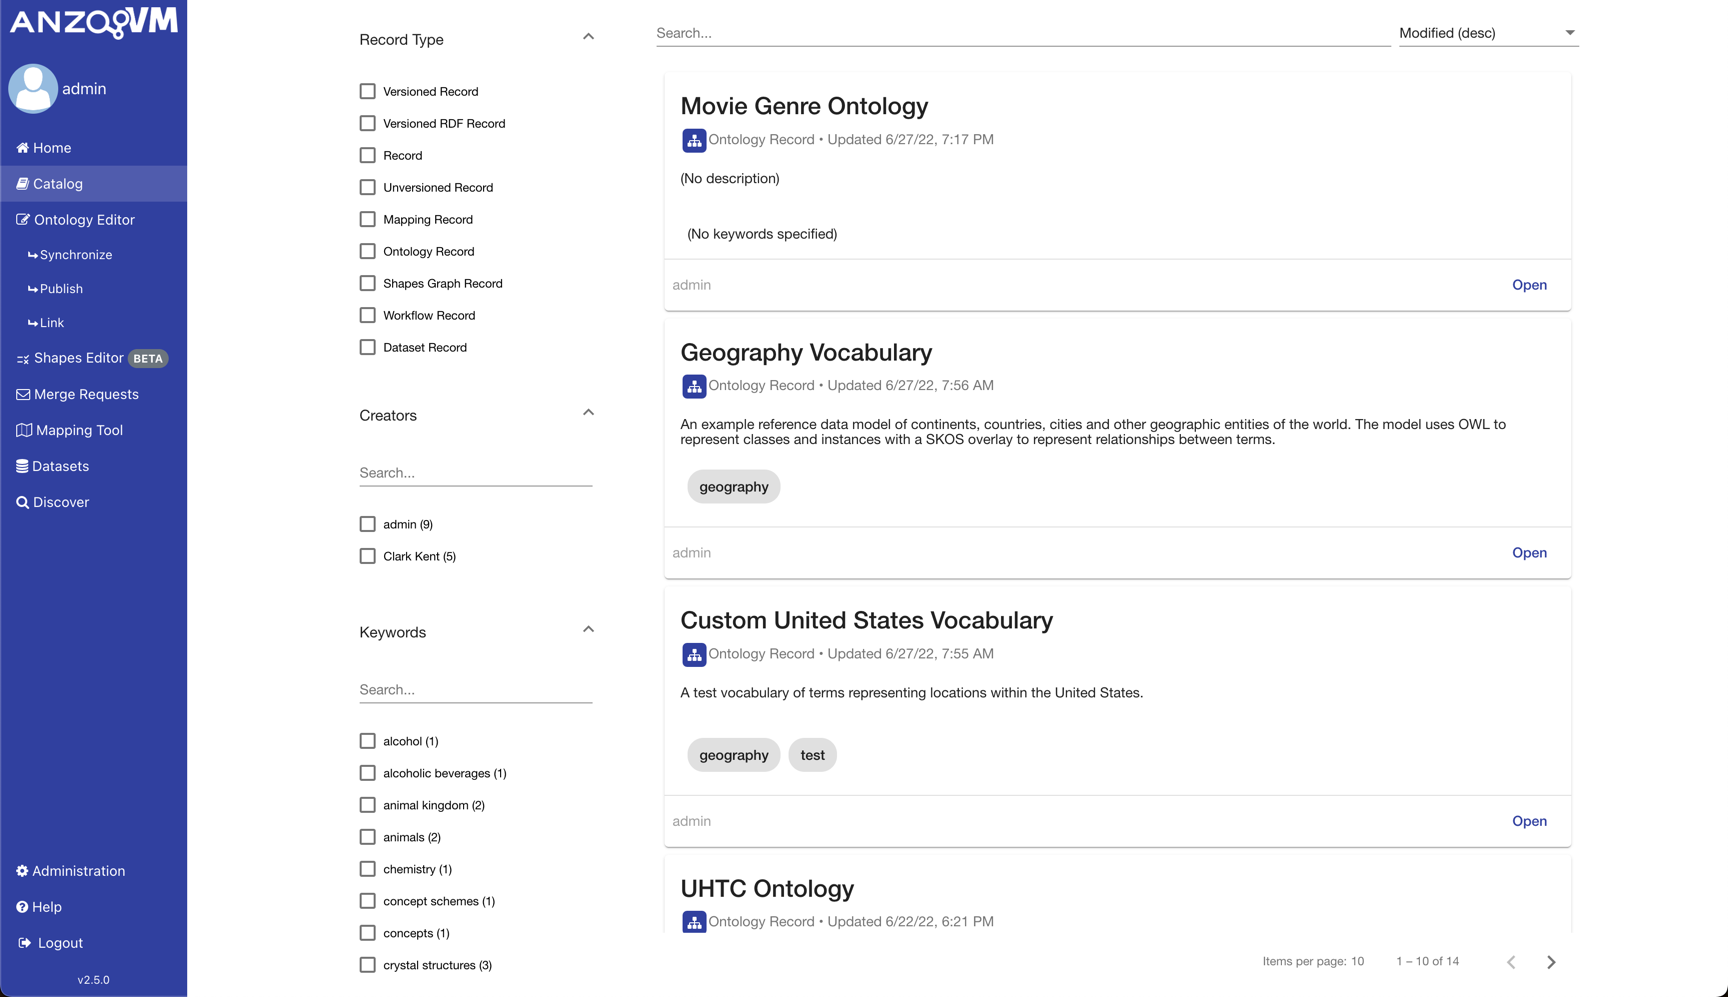 ANZOVM
admin
Home
Catalog
Ontology Editor
Synchronize
Publish
Link
Shapes Editor BETA
Merge Requests
Mapping Tool
Datasets
Discover
Administration
Help
Logout
v2.5.0
Record Type
Versioned Record
Versioned RDF Record
Record
Unversioned Record
Mapping Record
Ontology Record
Shapes Graph Record
Workflow Record
Dataset Record
Creators
Search...
admin (9)
Clark Kent (5)
Keywords
Search...
alcohol (1)
alcoholic beverages (1)
animal kingdom (2)
animals (2)
chemistry (1)
concept schemes (1)
concepts (1)
crystal structures (3)
Search...
Modified (desc)
Movie Genre Ontology
Ontology Record • Updated 6/27/22, 7:17 PM
(No description)
(No keywords specified)
admin
Open
Geography Vocabulary
Ontology Record • Updated 6/27/22, 7:56 AM
An example reference data model of continents, countries, cities and other geographic entities of the world. The model uses OWL to
represent classes and instances with a SKOS overlay to represent relationships between terms.
geography
admin
Open
Custom United States Vocabulary
Ontology Record • Updated 6/27/22, 7:55 AM
A test vocabulary of terms representing locations within the United States.
geography test
admin
Open
UHTC Ontology
Ontology Record • Updated 6/22/22, 6:21 PM
Items per page: 10
1 – 10 of 14